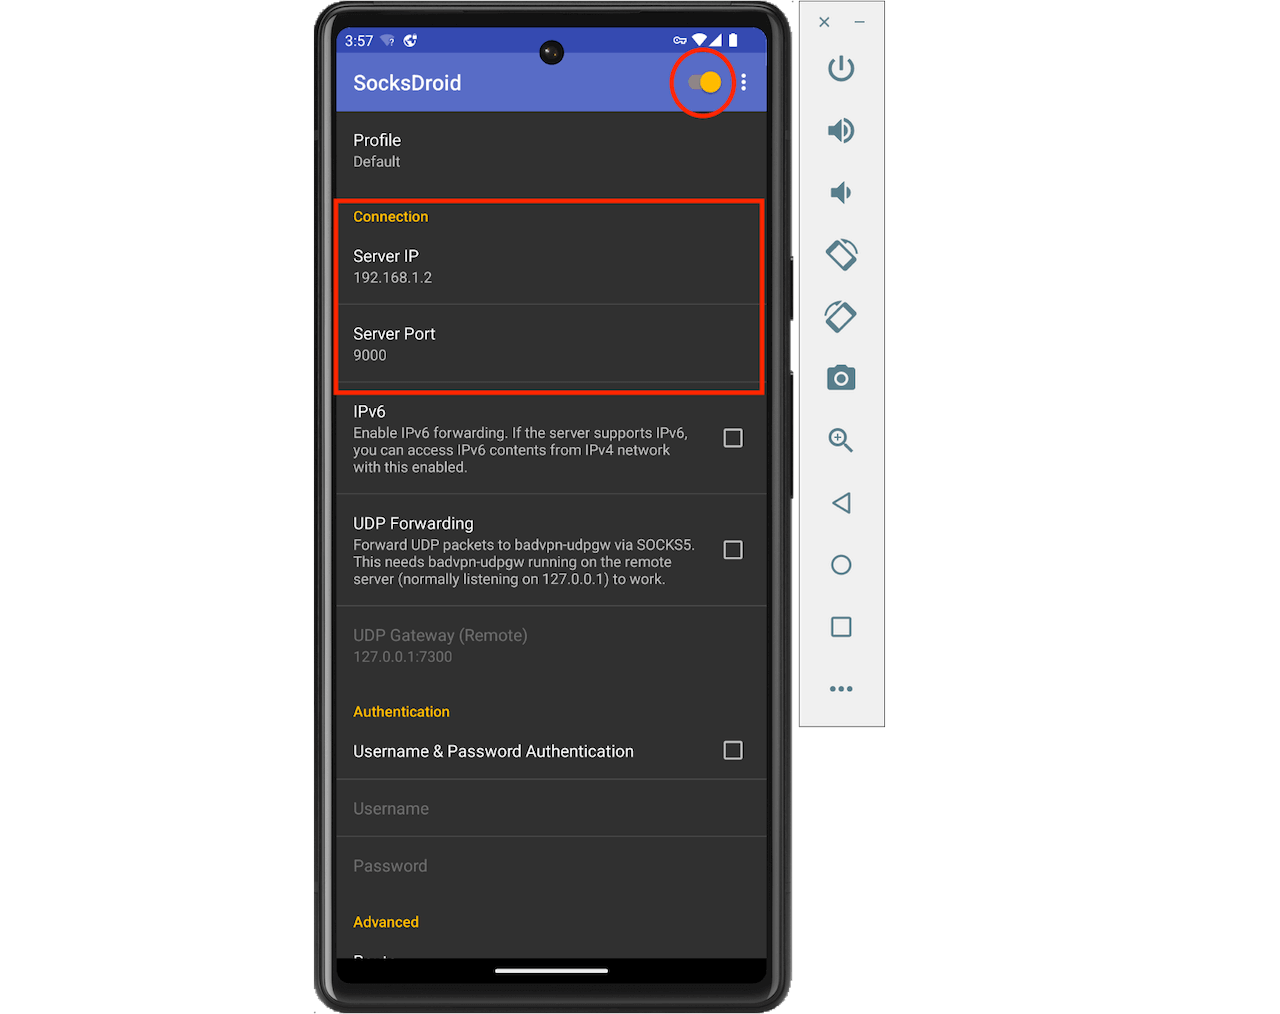 3:57
SocksDroid
Profile
Default
Connection
Server IP
192.168.1.2
Server Port
9000
IPv6
Enable IPv6 forwarding. If the server supports IPv6,
you can access IPv6 contents from IPv4 network
with this enabled.
UDP Forwarding
Forward UDP packets to badvpn-udpgw via SOCKS5.
This needs badvpn-udpgw running on the remote
server (normally listening on 127.0.0.1) to work.
UDP Gateway (Remote)
127.0.0.1:7300
Authentication
Username & Password Authentication
Username
Password
Advanced